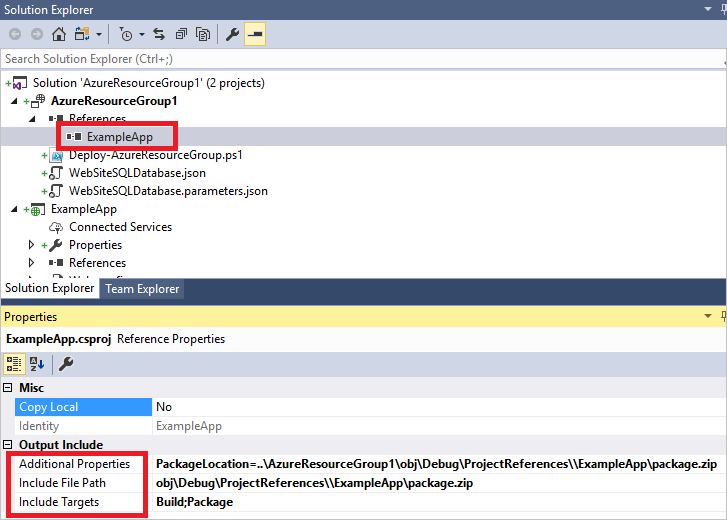 Solution Explorer
Search Solution Explorer (Ctrl+;)
Solution 'AzureResourceGroup1' (2 projects)
AzureResourceGroup1
References
ExampleApp
Deploy-AzureResourceGroup.ps1
WebSiteSQLDatabase.json
WebSiteSQLDatabase.parameters.json
ExampleApp
Connected Services
Properties
References
Solution Explorer Team Explorer
Properties
ExampleApp.csproj Reference Properties
Misc
Copy Local No
Identity ExampleApp
Output Include
Additional Properties PackageLocation=..\AzureResourceGroup1\obj\Debug\ProjectReferences\\ExampleApp\package.zip
Include File Path obj\Debug\ProjectReferences\\ExampleApp\package.zip
Include Targets Build;Package